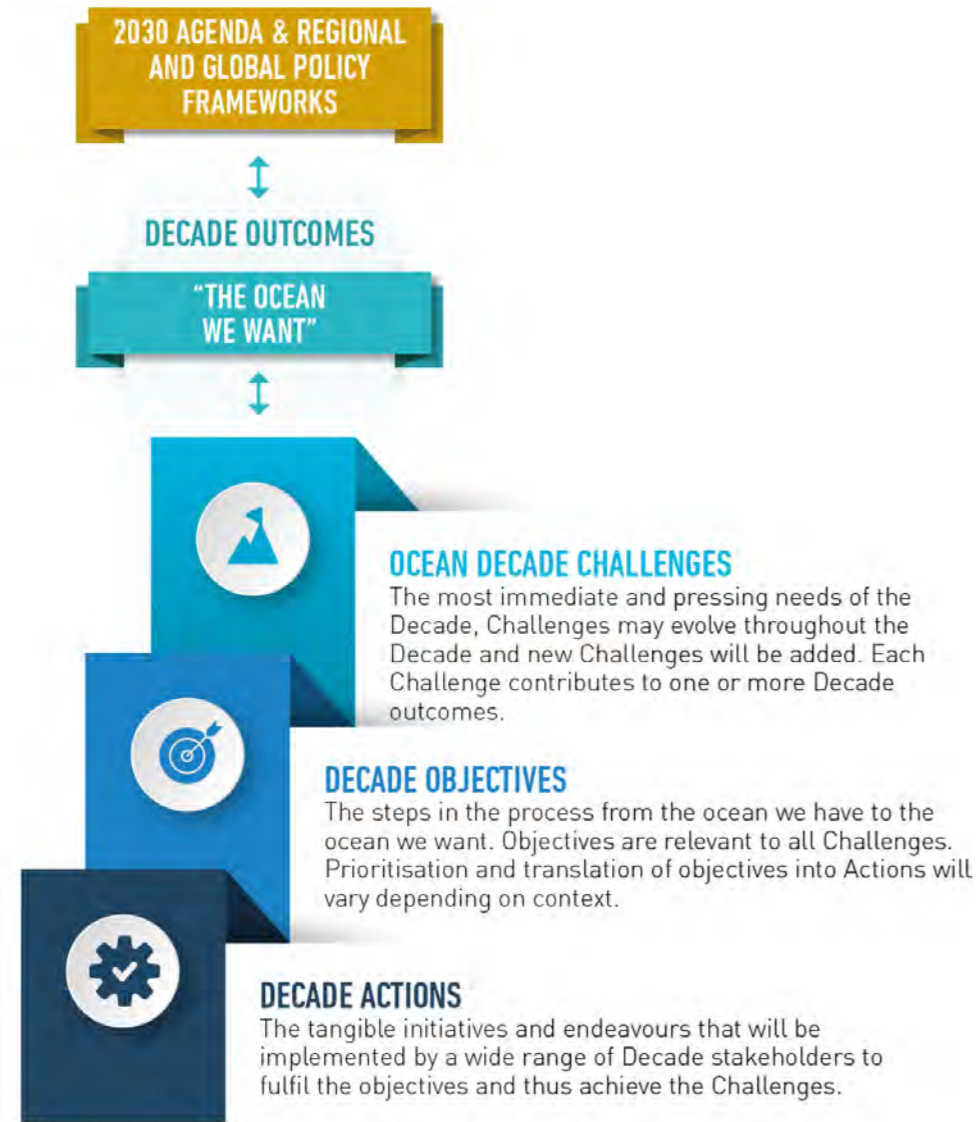 2030 AGENDA & REGIONAL
AND GLOBAL POLICY
FRAMEWORKS
DECADE OUTCOMES
"THE OCEAN
WE WANT"
OCEAN DECADE CHALLENGES
The most immediate and pressing needs of the
Decade, Challenges may evolve throughout the
Decade and new Challenges will be added. Each
Challenge contributes to one or more Decade
outcomes.
DECADE OBJECTIVES
The steps in the process from the ocean we have to the
ocean we want. Objectives are relevant to all Challenges.
Prioritisation and translation of objectives into Actions will
vary depending on context.
DECADE ACTIONS
The tangible initiatives and endeavours that will be
implemented by a wide range of Decade stakeholders to
fulfil the objectives and thus achieve the Challenges.